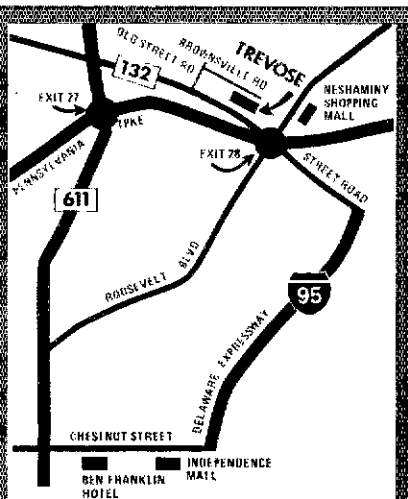 OLD STREET RD
BROWNSVILLE RD
TREVOSE
132
NESHAMINY
SHOPPING
MALL
EXIT 27
TPKE
PENNSYLVANIA
EXIT 28
STREET ROAD
611
ROOSEVELT BLVD
95
DELAWARE EXPRESSWAY
CHESTNUT STREET
BEN FRANKLIN
HOTEL
INDEPENDENCE
MALL